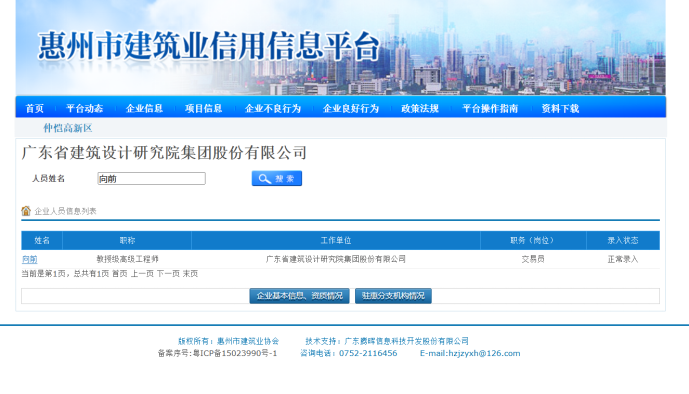 惠州市建筑业信用信息平台
首页 平台动态 企业信息 项目信息 企业不良行为 企业良好行为 政策法规 平台操作指南 资料下载
仲恺高新区
广东省建筑设计研究院集团股份有限公司
人员姓名 向前 搜 索
企业人员信息列表
姓名 职称 工作单位 职务（岗位） 录入状态
向前 教授级高级工程师 广东省建筑设计研究院集团股份有限公司 交易员 正常录入
当前是第1页，总共有1页 首页 上一页 下一页 末页
企业基本信息、资质情况 驻惠分支机构情况
版权所有：惠州市建筑业协会 技术支持：广东腾晖信息科技开发股份有限公司
备案序号:粤ICP备15023990号-1 咨询电话：0752-2116456 E-mail:hzjzyxh@126.com